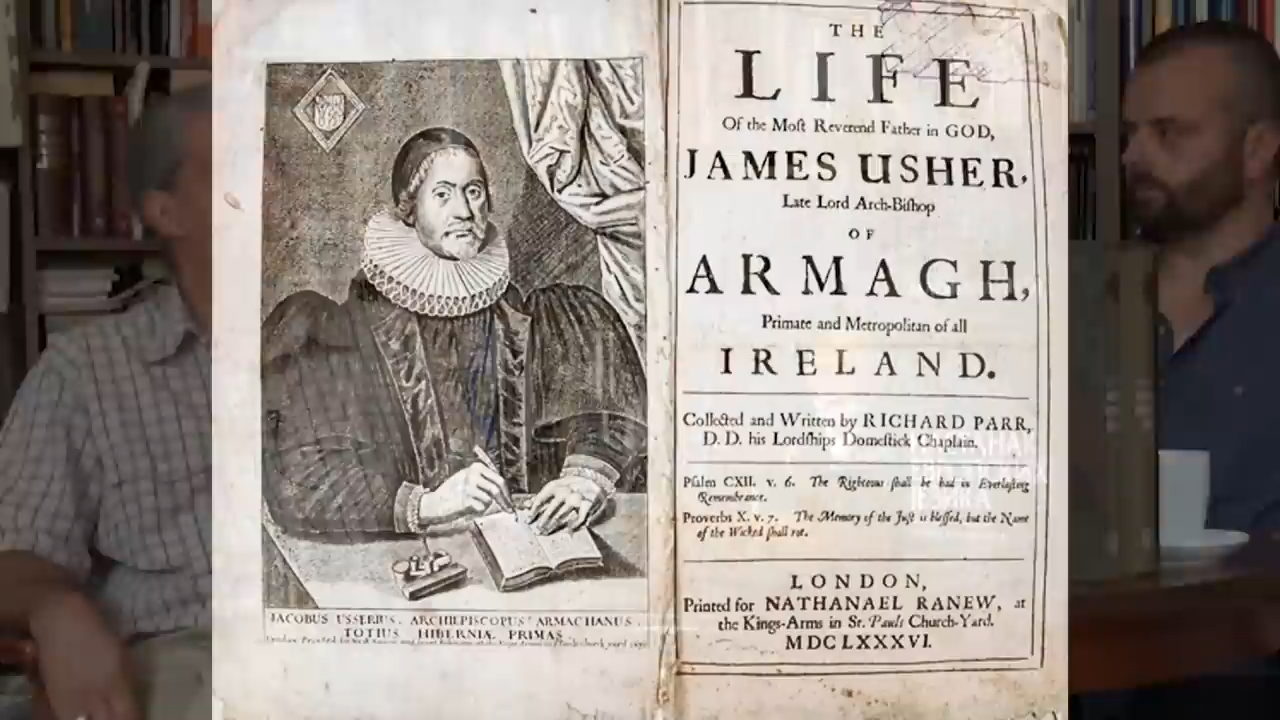 JACOBUS USSERIUS, ARCHIEPISCOPUS ARMACHANUS,
TOTIUS HIBERNIÆ PRIMAS
THE
LIFE
Of the Moſt Reverend Father in GOD,
JAMES USHER,
Late Lord Arch-Biſhop
OF
ARMAGH,
Primate and Metropolitan of all
IRELAND.
Collected and Written by RICHARD PARR,
D. D. his Lordſhips Domeſtick Chaplain.
Pſalm CXII. v. 6. The Righteous ſhall be had in Everlaſting
Remembrance.
Proverbs X. v. 7. The Memory of the Juſt is bleſſed, but the Name
of the Wicked ſhall rot.
LONDON,
Printed for NATHANAEL RANEW, at
the Kings-Arms in St. Pauls Church-Yard.
MDCLXXXVI.